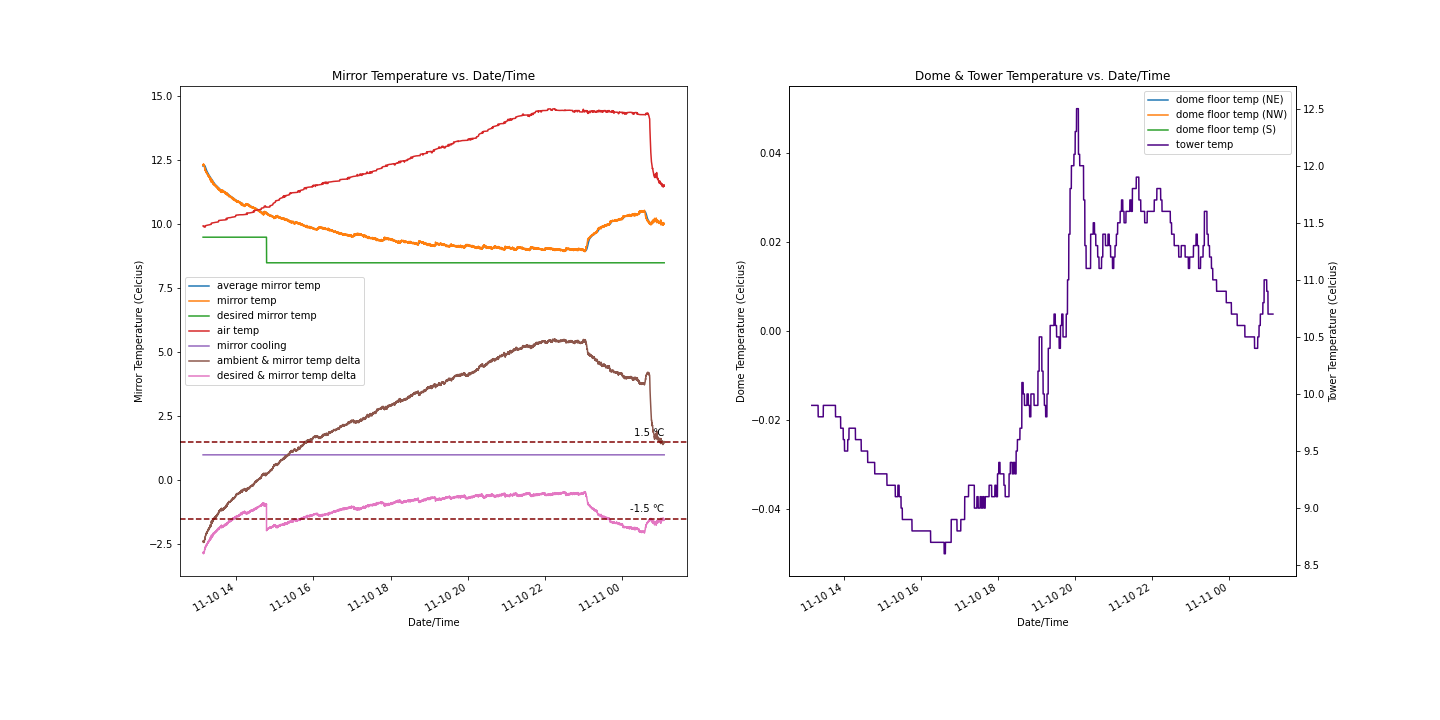 Mirror Temperature vs. Date/Time
15.0
12.5
10.0
7.5
5.0
2.5
0.0
−2.5
Mirror Temperature (Celcius)
average mirror temp
mirror temp
desired mirror temp
air temp
mirror cooling
ambient & mirror temp delta
desired & mirror temp delta
1.5 °C
-1.5 °C
11-10 14
11-10 16
11-10 18
11-10 20
11-10 22
11-11 00
Date/Time
Dome & Tower Temperature vs. Date/Time
0.04
0.02
0.00
−0.02
−0.04
Dome Temperature (Celcius)
dome floor temp (NE)
dome floor temp (NW)
dome floor temp (S)
tower temp
12.5
12.0
11.5
11.0
10.5
10.0
9.5
9.0
8.5
Tower Temperature (Celcius)
11-10 14
11-10 16
11-10 18
11-10 20
11-10 22
11-11 00
Date/Time